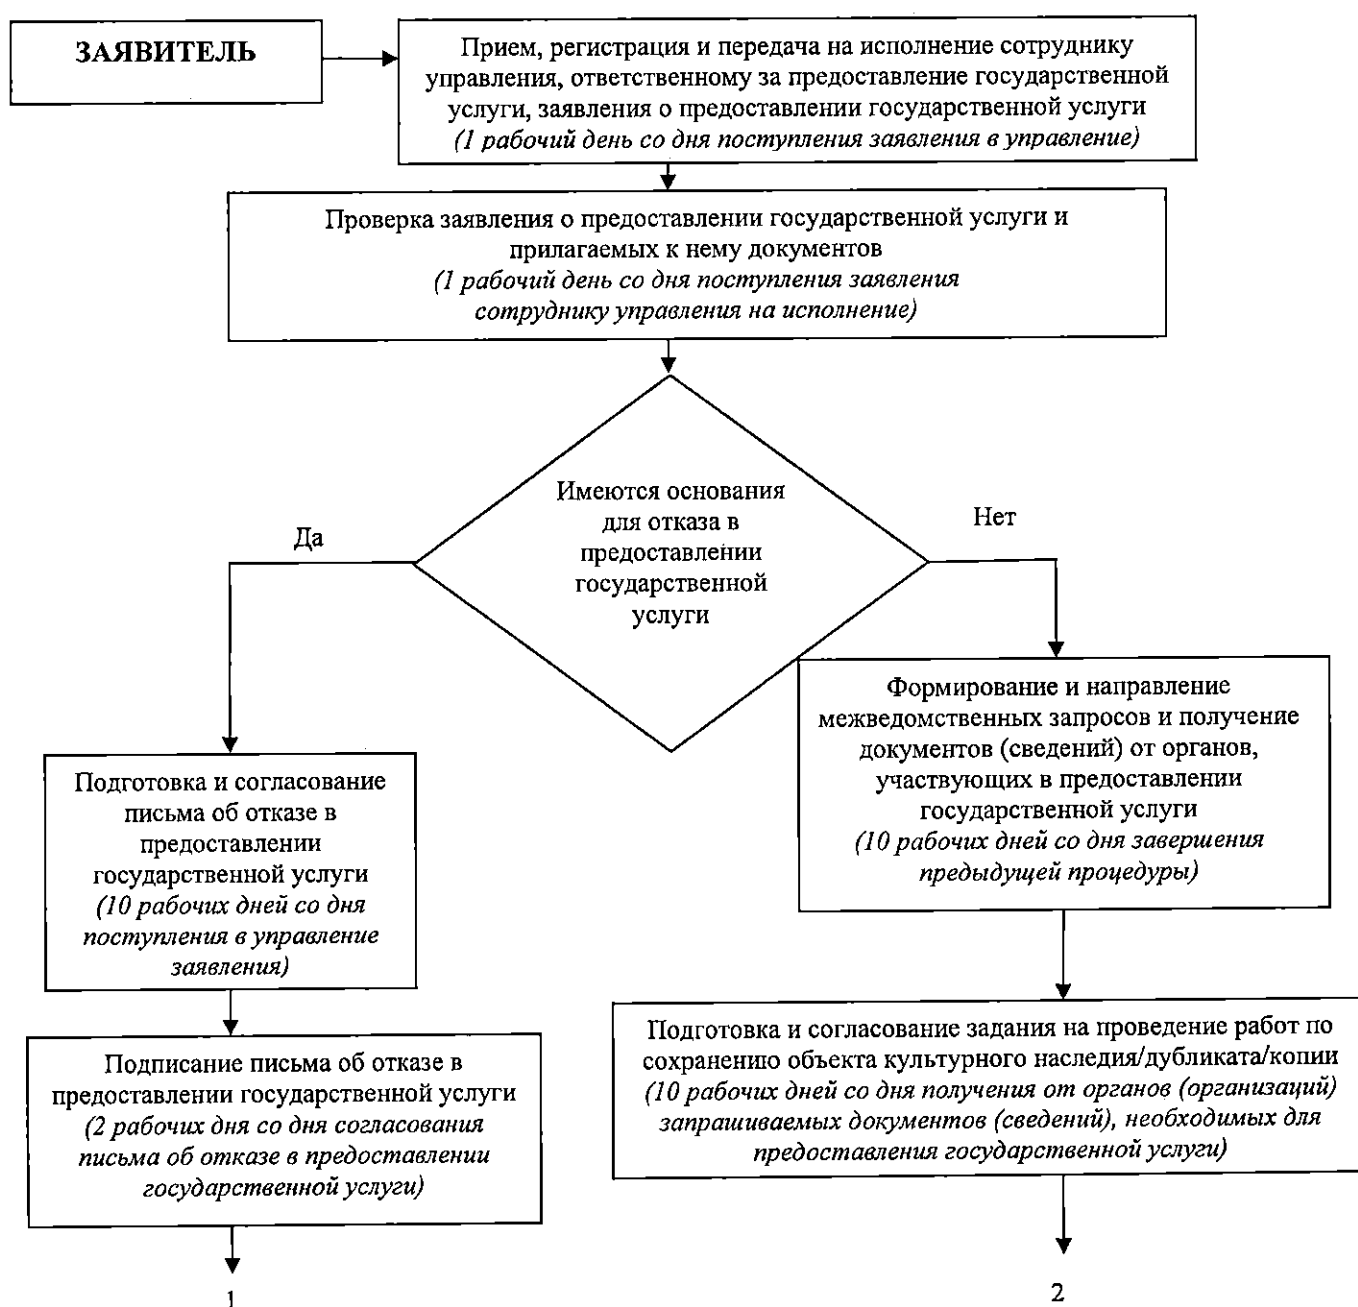 ЗАЯВИТЕЛЬ
Прием, регистрация и передача на исполнение сотруднику
управления, ответственному за предоставление государственной
услуги, заявления о предоставлении государственной услуги
(1 рабочий день со дня поступления заявления в управление)
Проверка заявления о предоставлении государственной услуги и
прилагаемых к нему документов
(1 рабочий день со дня поступления заявления
сотруднику управления на исполнение)
Имеются основания
для отказа в
предоставлении
государственной
услуги
Да
Нет
Подготовка и согласование
письма об отказе в
предоставлении
государственной услуги
(10 рабочих дней со дня
поступления в управление
заявления)
Формирование и направление
межведомственных запросов и получение
документов (сведений) от органов,
участвующих в предоставлении
государственной услуги
(10 рабочих дней со дня завершения
предыдущей процедуры)
Подписание письма об отказе в
предоставлении государственной услуги
(2 рабочих дня со дня согласования
письма об отказе в предоставлении
государственной услуги)
Подготовка и согласование задания на проведение работ по
сохранению объекта культурного наследия/дубликата/копии
(10 рабочих дней со дня получения от органов (организаций)
запрашиваемых документов (сведений), необходимых для
предоставления государственной услуги)
1
2